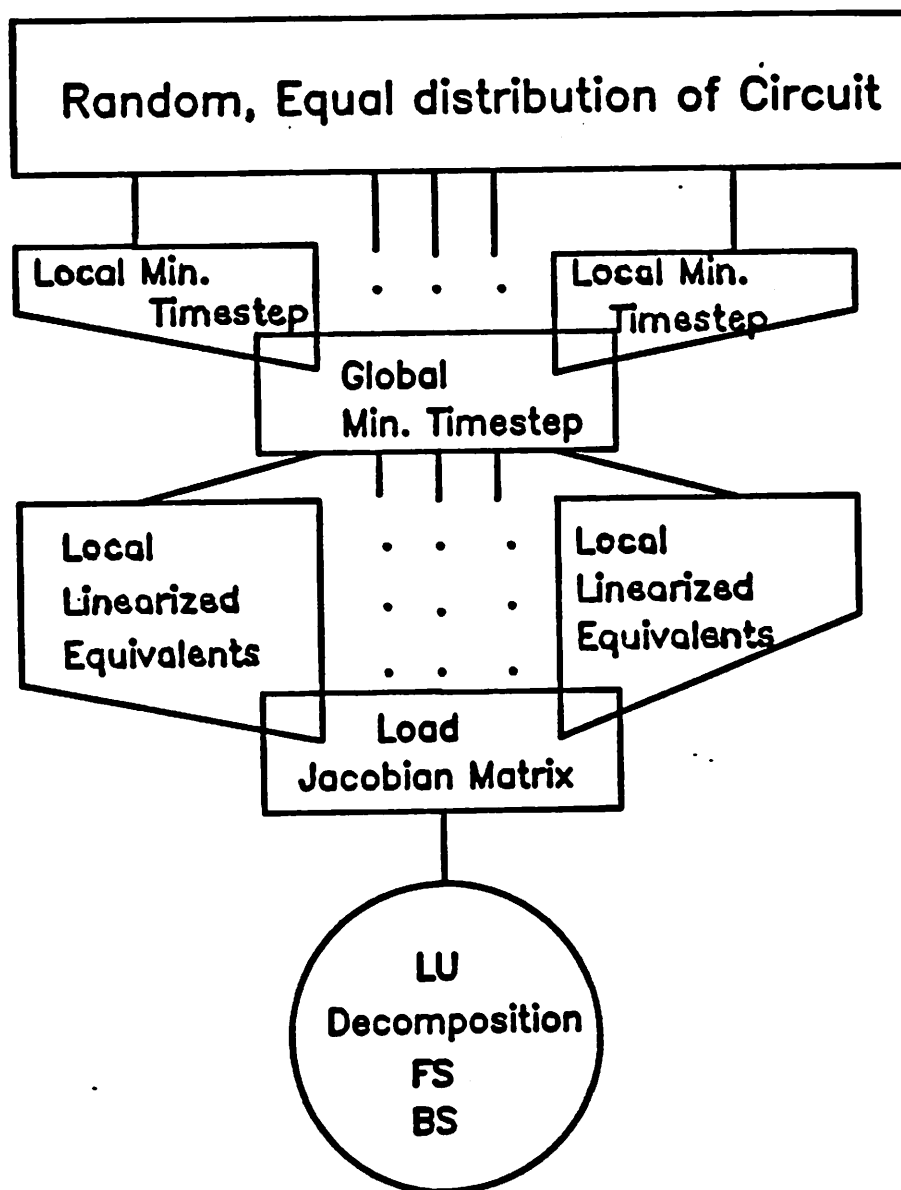 Random, Equal distribution of Circuit
Local Min.
Timestep
Local Min.
Timestep
Global
Min. Timestep
Local
Linearized
Equivalents
Local
Linearized
Equivalents
Load
Jacobian Matrix
LU
Decomposition
FS
BS